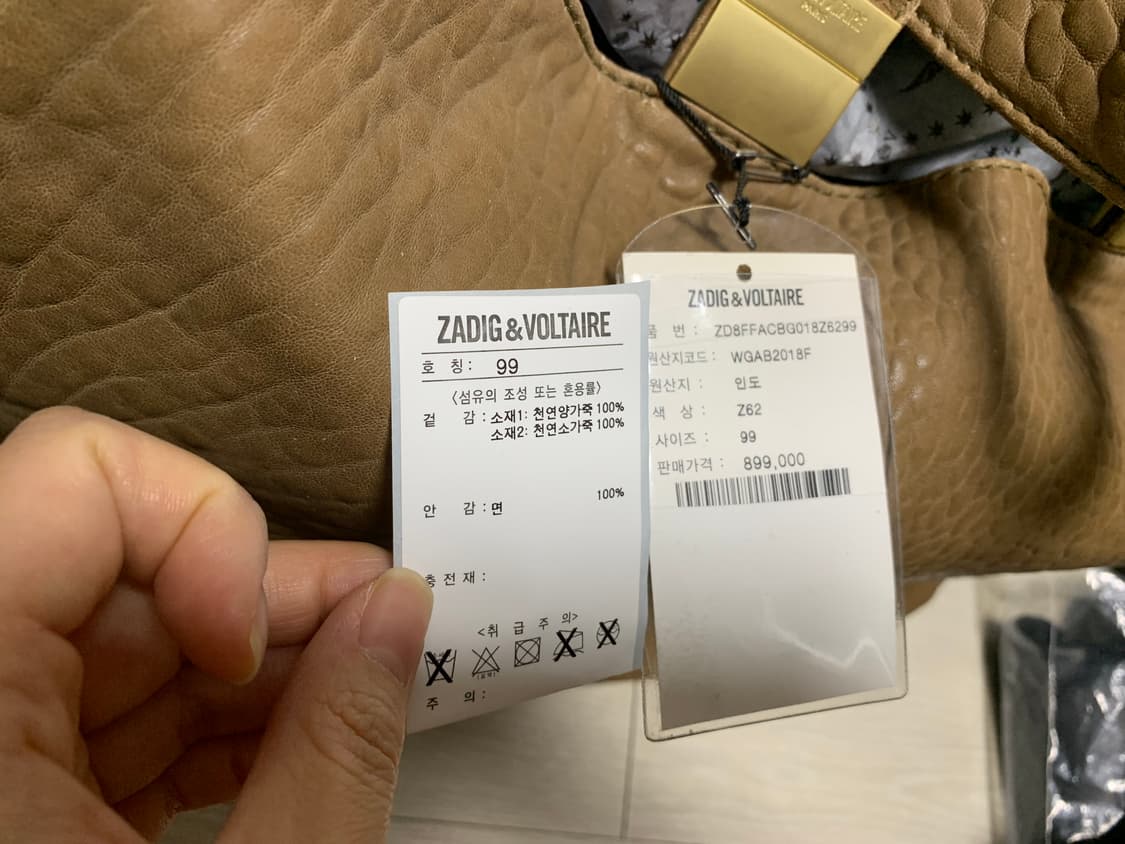 ZADIG & VOLTAIRE
호 칭 : 99
〈섬유의 조성 또는 혼용률〉
겉 감 : 소재1: 천연양가죽 100%
소재2: 천연소가죽 100%
안 감 : 면 100%
충 전 재 :
<취 급 주 의>
주 의 :
ZADIG & VOLTAIRE
품 번 : ZD8FFACBG018Z6299
원산지코드 : WGAB2018F
원산지 : 인도
색 상 : Z62
사이즈 : 99
판매가격 : 899,000